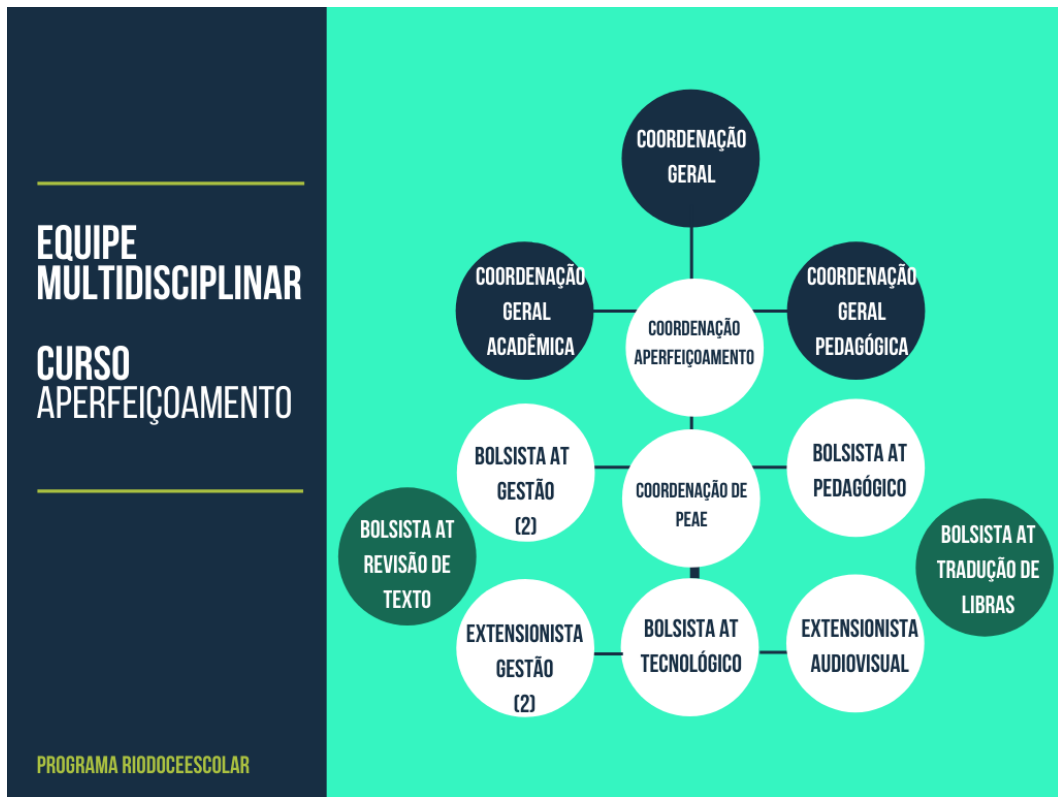 EQUIPE
MULTIDISCIPLINAR
CURSO
APERFEIÇOAMENTO
PROGRAMA RIODOCEESCOLAR
COORDENAÇÃO
GERAL
COORDENAÇÃO
GERAL
ACADÊMICA
COORDENAÇÃO
APERFEIÇOAMENTO
COORDENAÇÃO
GERAL
PEDAGÓGICA
BOLSISTA AT
GESTÃO
(2)
COORDENAÇÃO DE
PEAE
BOLSISTA AT
PEDAGÓGICO
BOLSISTA AT
REVISÃO DE
TEXTO
BOLSISTA AT
TRADUÇÃO DE
LIBRAS
EXTENSIONISTA
GESTÃO
(2)
BOLSISTA AT
TECNOLÓGICO
EXTENSIONISTA
AUDIOVISUAL